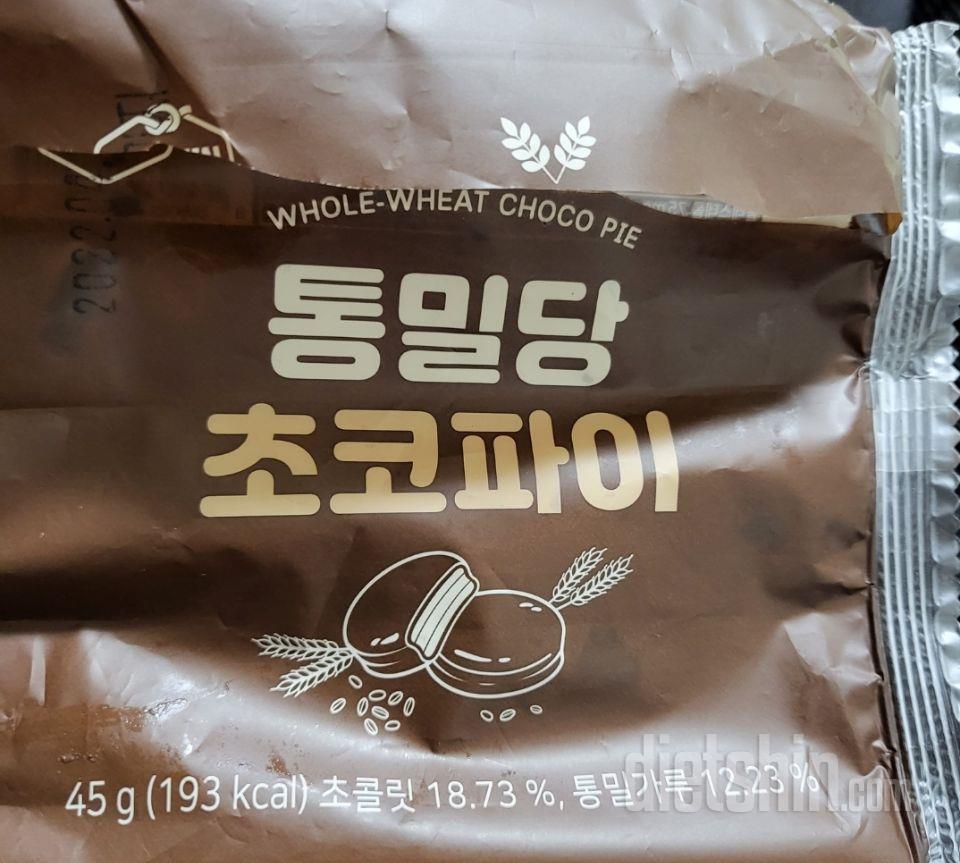 WHOLE-WHEAT CHOCO PIE
통밀당
초코파이
45 g (193 kcal) 초콜릿 18.73 %, 통밀가루 12.23 %
dietshin.com